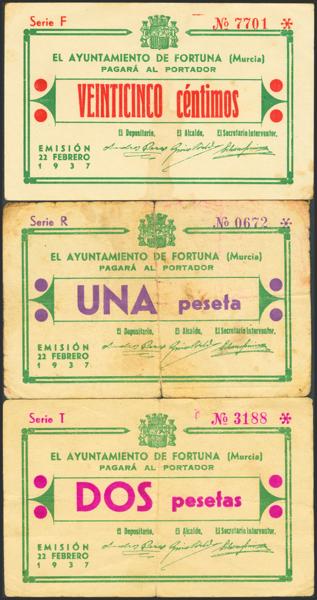 Serie F № 7701 *
EL AYUNTAMIENTO DE FORTUNA (Murcia)
PAGARÁ AL PORTADOR
VEINTICINCO céntimos
El Depositario, El Alcalde, El Secretario Interventor,
EMISIÓN
22 FEBRERO
1937
Serie R № 0672 *
EL AYUNTAMIENTO DE FORTUNA (Murcia)
PAGARÁ AL PORTADOR
UNA peseta
El Depositario, El Alcalde, El Secretario Interventor,
EMISIÓN
22 FEBRERO
1937
Serie T № 3188 *
EL AYUNTAMIENTO DE FORTUNA (Murcia)
PAGARÁ AL PORTADOR
DOS pesetas
El Depositario, El Alcalde, El Secretario Interventor,
EMISIÓN
22 FEBRERO
1937